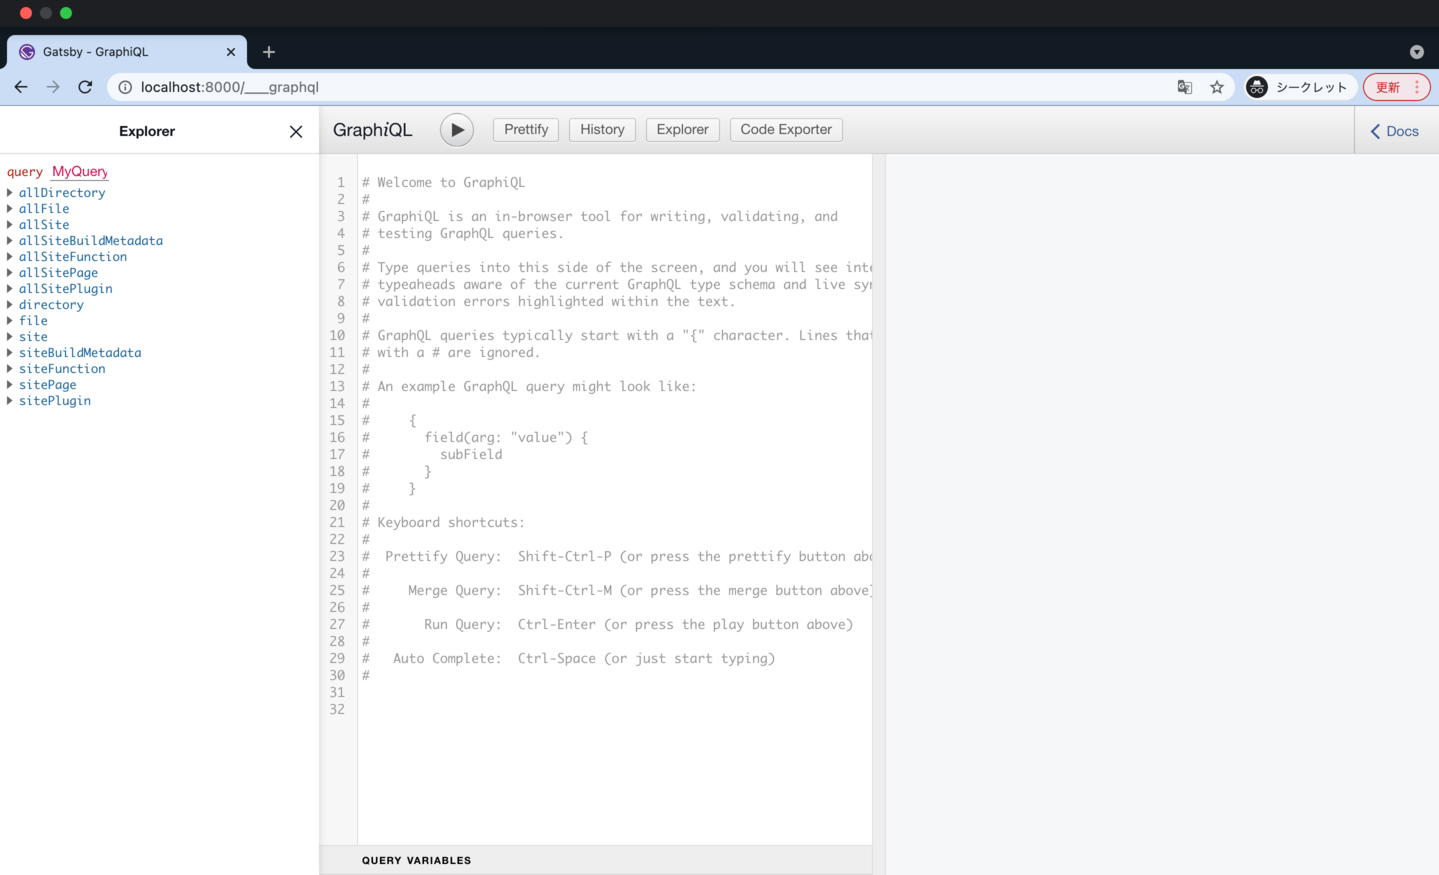 Gatsby - GraphiQL
localhost:8000/___graphql
シークレット
更新
Explorer
GraphiQL
Prettify
History
Explorer
Code Exporter
Docs
query MyQuery
allDirectory
allFile
allSite
allSiteBuildMetadata
allSiteFunction
allSitePage
allSitePlugin
directory
file
site
siteBuildMetadata
siteFunction
sitePage
sitePlugin
1 # Welcome to GraphiQL
2 #
3 # GraphiQL is an in-browser tool for writing, validating, and
4 # testing GraphQL queries.
5 #
6 # Type queries into this side of the screen, and you will see inte
7 # typeaheads aware of the current GraphQL type schema and live syn
8 # validation errors highlighted within the text.
9 #
10 # GraphQL queries typically start with a "{" character. Lines that
11 # with a # are ignored.
12 #
13 # An example GraphQL query might look like:
14 #
15 #     {
16 #       field(arg: "value") {
17 #         subField
18 #       }
19 #     }
20 #
21 # Keyboard shortcuts:
22 #
23 #  Prettify Query:  Shift-Ctrl-P (or press the prettify button abo
24 #
25 #     Merge Query:  Shift-Ctrl-M (or press the merge button above)
26 #
27 #       Run Query:  Ctrl-Enter (or press the play button above)
28 #
29 #   Auto Complete:  Ctrl-Space (or just start typing)
30 #
31
32
QUERY VARIABLES